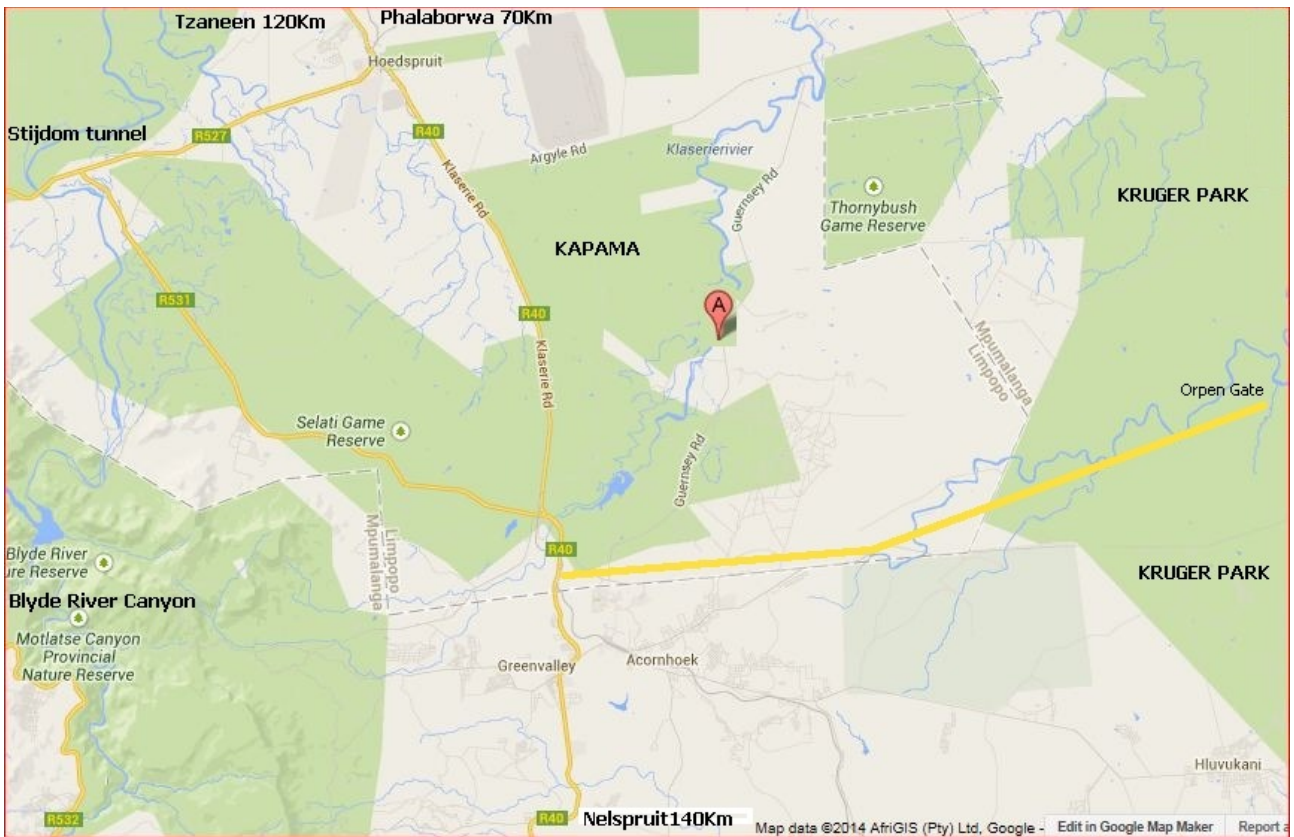 Tzaneen 120Km
Phalaborwa 70Km
Hoedspruit
Stijdom tunnel
R527
R40
Argyle Rd
Klaserierivier
Klaserie Rd
Guernsey Rd
Thornybush
Game Reserve
KRUGER PARK
KAPAMA
R531
R40
A
Klaserie Rd
Mpumalanga
Limpopo
Orpen Gate
Selati Game
Reserve
Guernsey Rd
Limpopo
Mpumalanga
R40
Blyde River
ure Reserve
KRUGER PARK
Blyde River Canyon
Motlatse Canyon
Provincial
Nature Reserve
Greenvalley
Acornhoek
Hluvukani
R532
R40
Nelspruit140Km
Map data ©2014 AfriGIS (Pty) Ltd, Google -
Edit in Google Map Maker
Report a